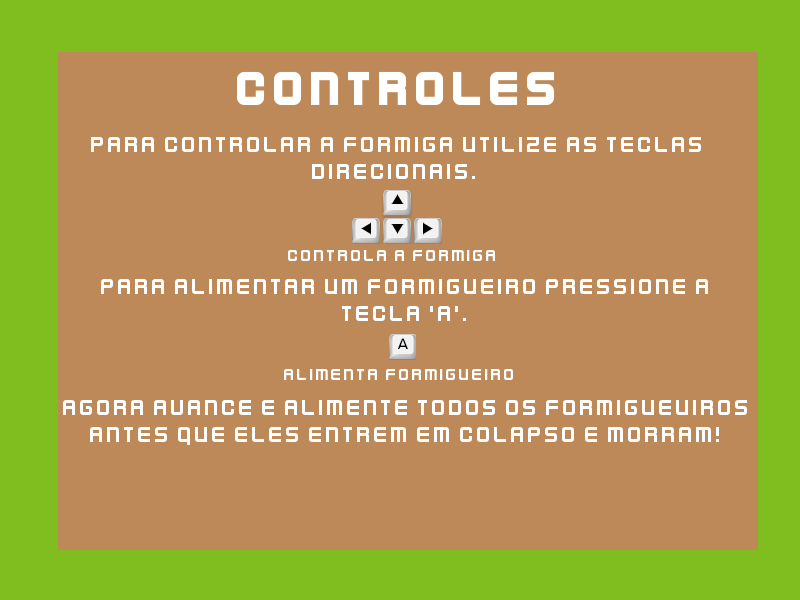 CONTROLES
PARA CONTROLAR A FORMIGA UTILIZE AS TECLAS
DIRECIONAIS.
CONTROLA A FORMIGA
PARA ALIMENTAR UM FORMIGUEIRO PRESSIONE A
TECLA 'A'.
A
ALIMENTA FORMIGUEIRO
AGORA AVANCE E ALIMENTE TODOS OS FORMIGUEVIROS
ANTES QUE ELES ENTREM EM COLAPSO E MORRAM!